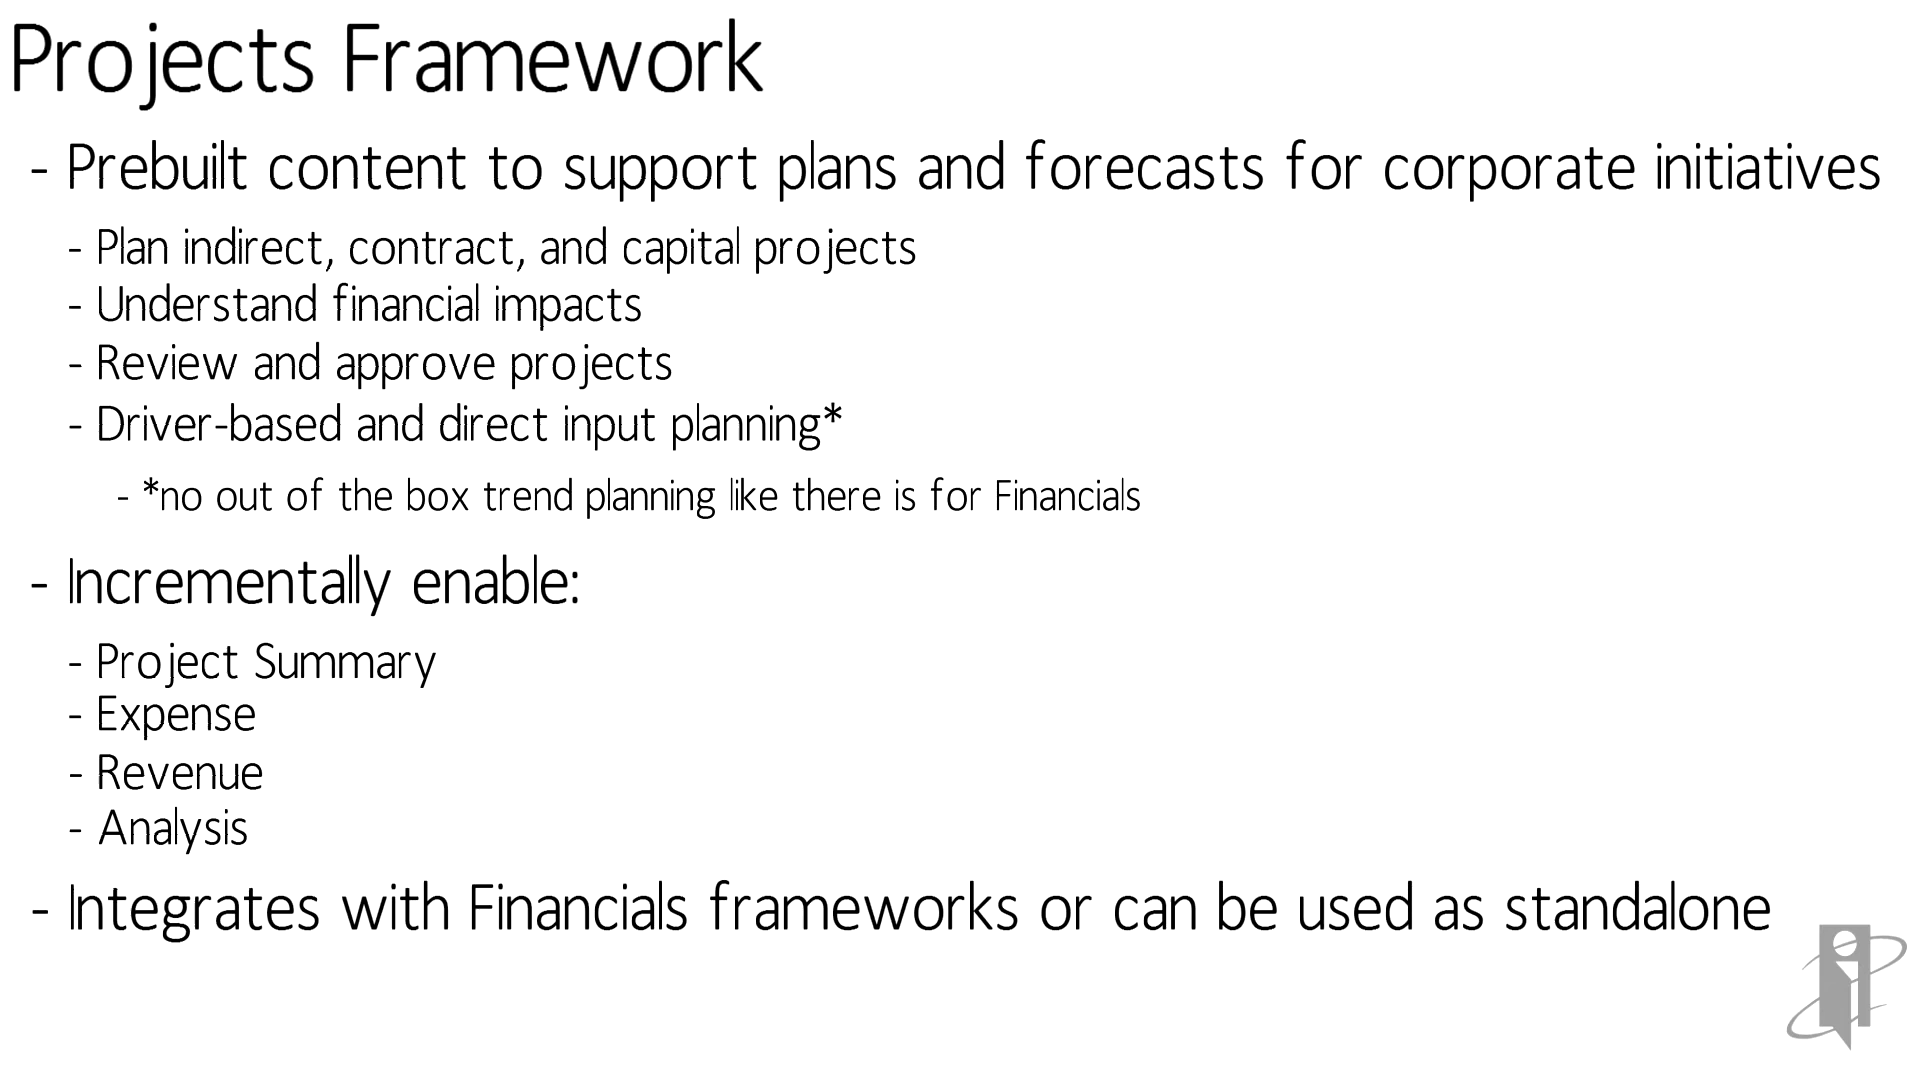 Projects Framework
- Prebuilt content to support plans and forecasts for corporate initiatives
- Plan indirect, contract, and capital projects
- Understand financial impacts
- Review and approve projects
- Driver-based and direct input planning*
- *no out of the box trend planning like there is for Financials
- Incrementally enable:
- Project Summary
- Expense
- Revenue
- Analysis
- Integrates with Financials frameworks or can be used as standalone